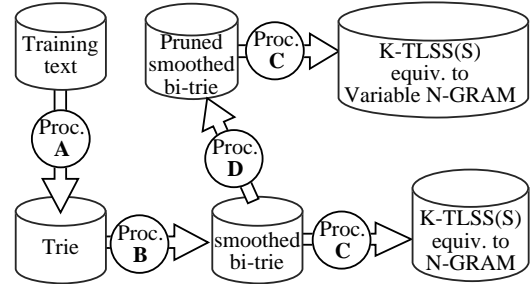 Training
text
Pruned
smoothed
bi-trie
Proc.
C
K-TLSS(S)
equiv. to
Variable N-GRAM
Proc.
A
Proc.
D
Trie
Proc.
B
smoothed
bi-trie
Proc.
C
K-TLSS(S)
equiv. to
N-GRAM